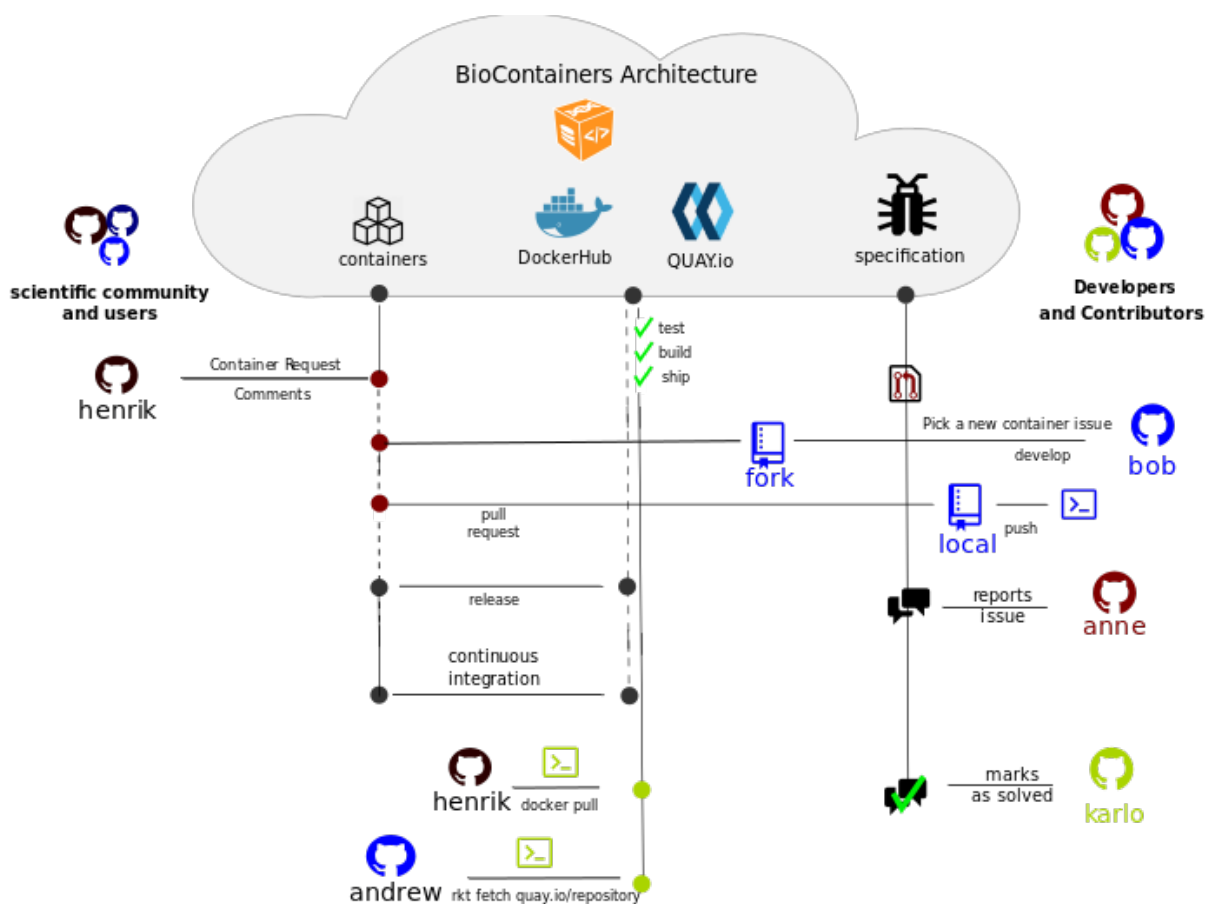 BioContainers Architecture
</>
containers
DockerHub
QUAY.io
specification
scientific community
and users
Developers
and Contributors
test
build
ship
Container Request
Comments
henrik
Pick a new container issue
develop
bob
fork
pull
request
local
push
>_
release
reports
issue
anne
continuous
integration
>_
henrik
docker pull
marks
as solved
karlo
>_
andrew
rkt fetch quay.io/repository